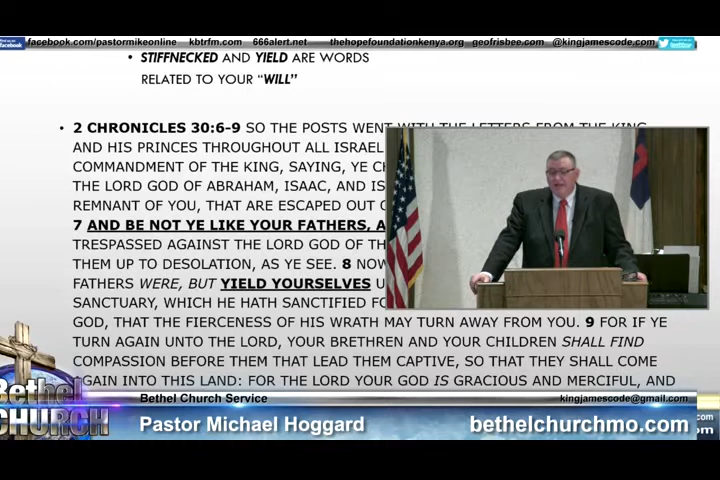 facebook.com/pastormikeonline kbtrfm.com 666alert.net thehopefoundationkenya.org geofrisbee.com @kingjamescode.com
• STIFFNECKED AND YIELD ARE WORDS
RELATED TO YOUR “WILL”
• 2 CHRONICLES 30:6-9 SO THE POSTS WENT WITH THE LETTERS FROM THE KING
AND HIS PRINCES THROUGHOUT ALL ISRAEL
COMMANDMENT OF THE KING, SAYING, YE
THE LORD GOD OF ABRAHAM, ISAAC, AND
REMNANT OF YOU, THAT ARE ESCAPED OUT
7 AND BE NOT YE LIKE YOUR FATHERS,
TRESPASSED AGAINST THE LORD GOD OF
THEM UP TO DESOLATION, AS YE SEE. 8 NOW
FATHERS WERE, BUT YIELD YOURSELVES
SANCTUARY, WHICH HE HATH SANCTIFIED
GOD, THAT THE FIERCENESS OF HIS WRATH MAY TURN AWAY FROM YOU. 9 FOR IF YE
TURN AGAIN UNTO THE LORD, YOUR BRETHREN AND YOUR CHILDREN SHALL FIND
COMPASSION BEFORE THEM THAT LEAD THEM CAPTIVE, SO THAT THEY SHALL COME
AGAIN INTO THIS LAND: FOR THE LORD YOUR GOD IS GRACIOUS AND MERCIFUL, AND
Bethel
CHURCH
Bethel Church Service kingjamescode@gmail.com
Pastor Michael Hoggard bethelchurchmo.com